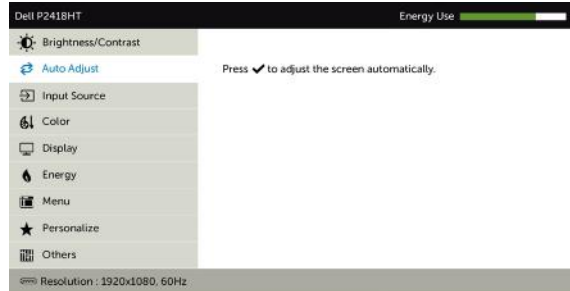 Dell P2418HT
Energy Use
Brightness/Contrast
Auto Adjust
Press ✔ to adjust the screen automatically.
Input Source
Color
Display
Energy
Menu
Personalize
Others
Resolution : 1920x1080, 60Hz